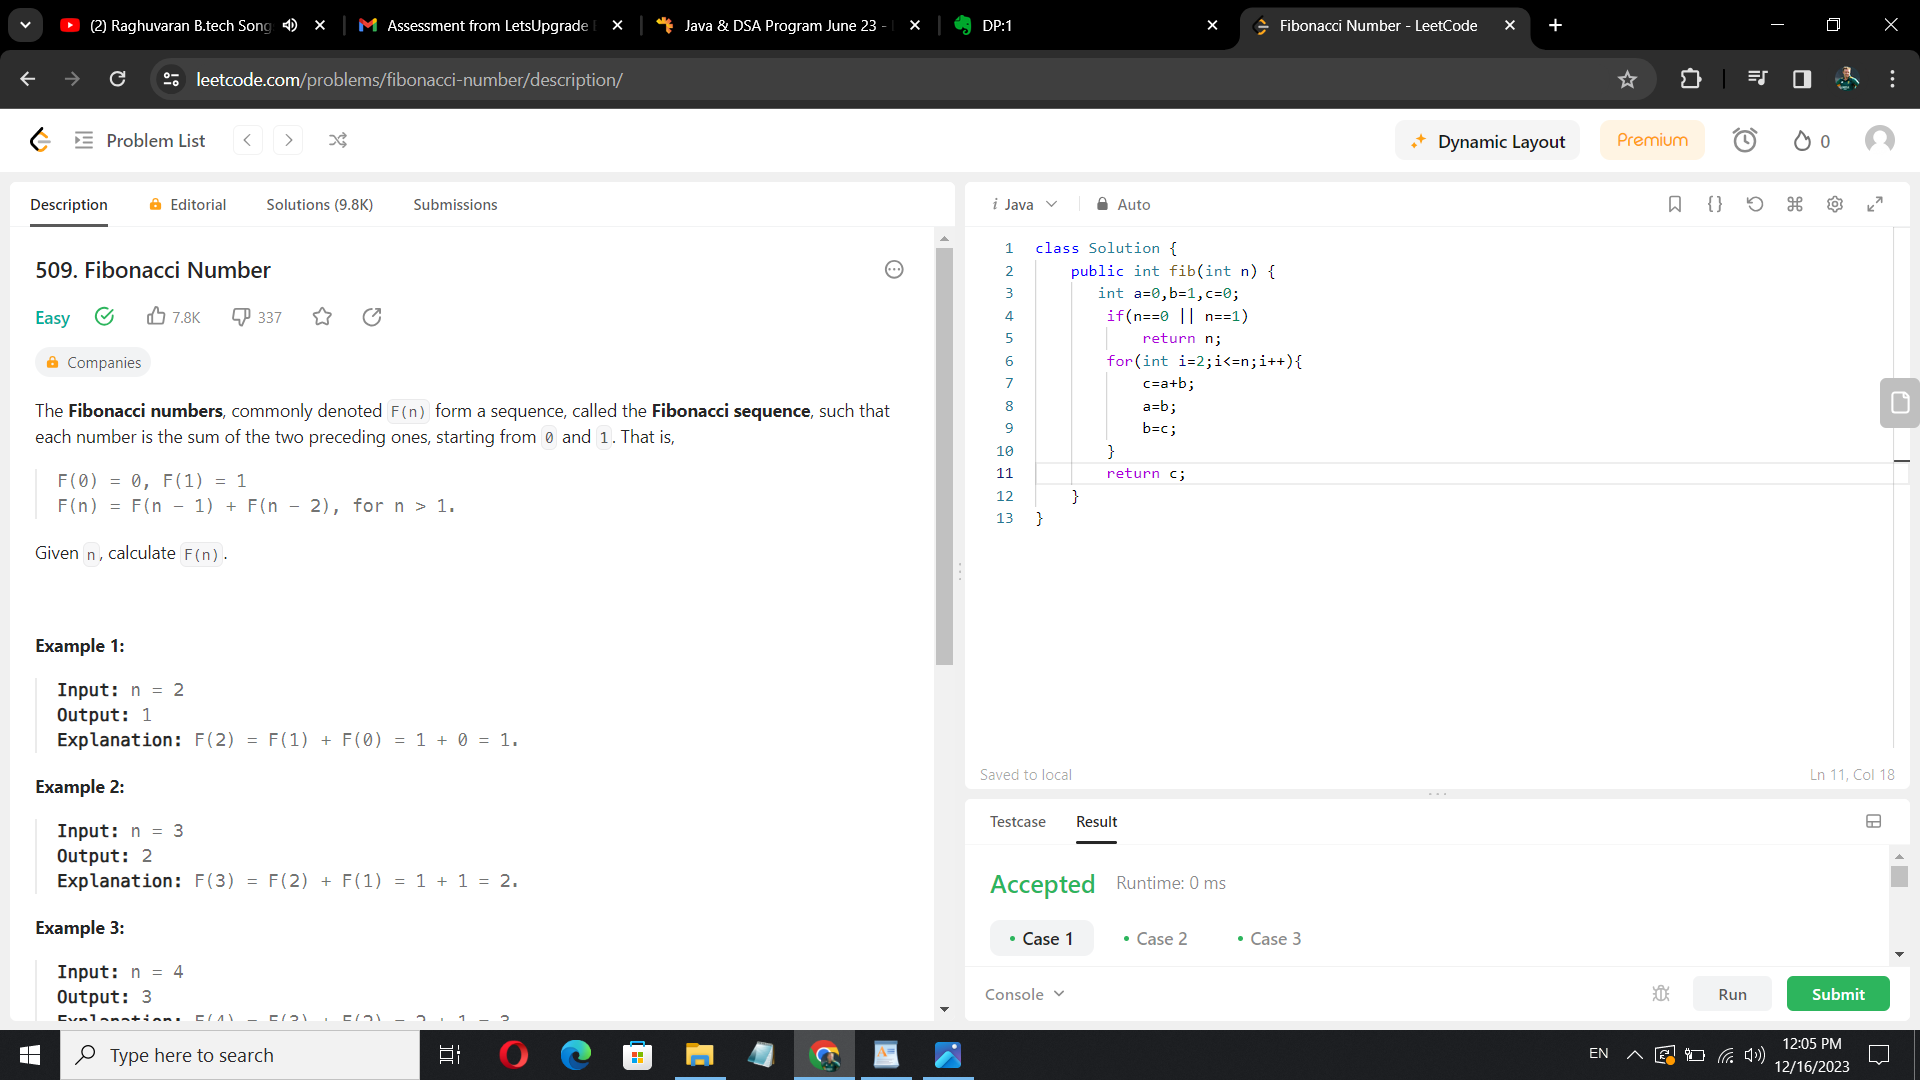 (2) Raghuvaran B.tech Song
Assessment from LetsUpgrade
Java & DSA Program June 23 -
DP:1
Fibonacci Number - LeetCode
leetcode.com/problems/fibonacci-number/description/
Problem List
Dynamic Layout
Premium
0
Description
Editorial
Solutions (9.8K)
Submissions
509. Fibonacci Number
Easy
7.8K
337
Companies
The Fibonacci numbers, commonly denoted F(n) form a sequence, called the Fibonacci sequence, such that
each number is the sum of the two preceding ones, starting from 0 and 1. That is,
F(0) = 0, F(1) = 1
F(n) = F(n - 1) + F(n - 2), for n > 1.
Given n, calculate F(n).
Example 1:
Input: n = 2
Output: 1
Explanation: F(2) = F(1) + F(0) = 1 + 0 = 1.
Example 2:
Input: n = 3
Output: 2
Explanation: F(3) = F(2) + F(1) = 1 + 1 = 2.
Example 3:
Input: n = 4
Output: 3
Explanation: F(4) = F(3) + F(2) = 2 + 1 = 3.
i Java
Auto
1 class Solution {
2 public int fib(int n) {
3 int a=0,b=1,c=0;
4 if(n==0 || n==1)
5 return n;
6 for(int i=2;i<=n;i++){
7 c=a+b;
8 a=b;
9 b=c;
10 }
11 return c;
12 }
13 }
Saved to local
Ln 11, Col 18
Testcase
Result
Accepted
Runtime: 0 ms
Case 1
Case 2
Case 3
Console
Run
Submit
Type here to search
EN
12:05 PM
12/16/2023